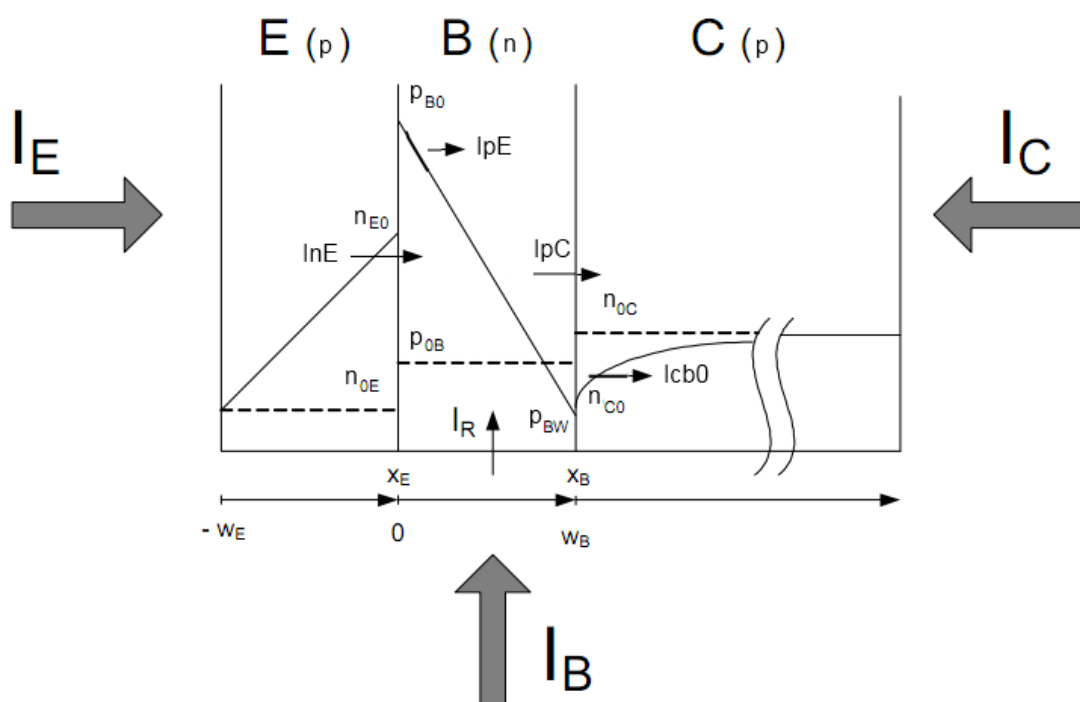 E (p) B (n) C (p)
p_B0
I_E
IpE
I_C
n_E0
InE
IpC
n_0C
p_0B
n_0E
Icb0
n_C0
I_R
p_BW
x_E x_B
- w_E 0 w_B
I_B